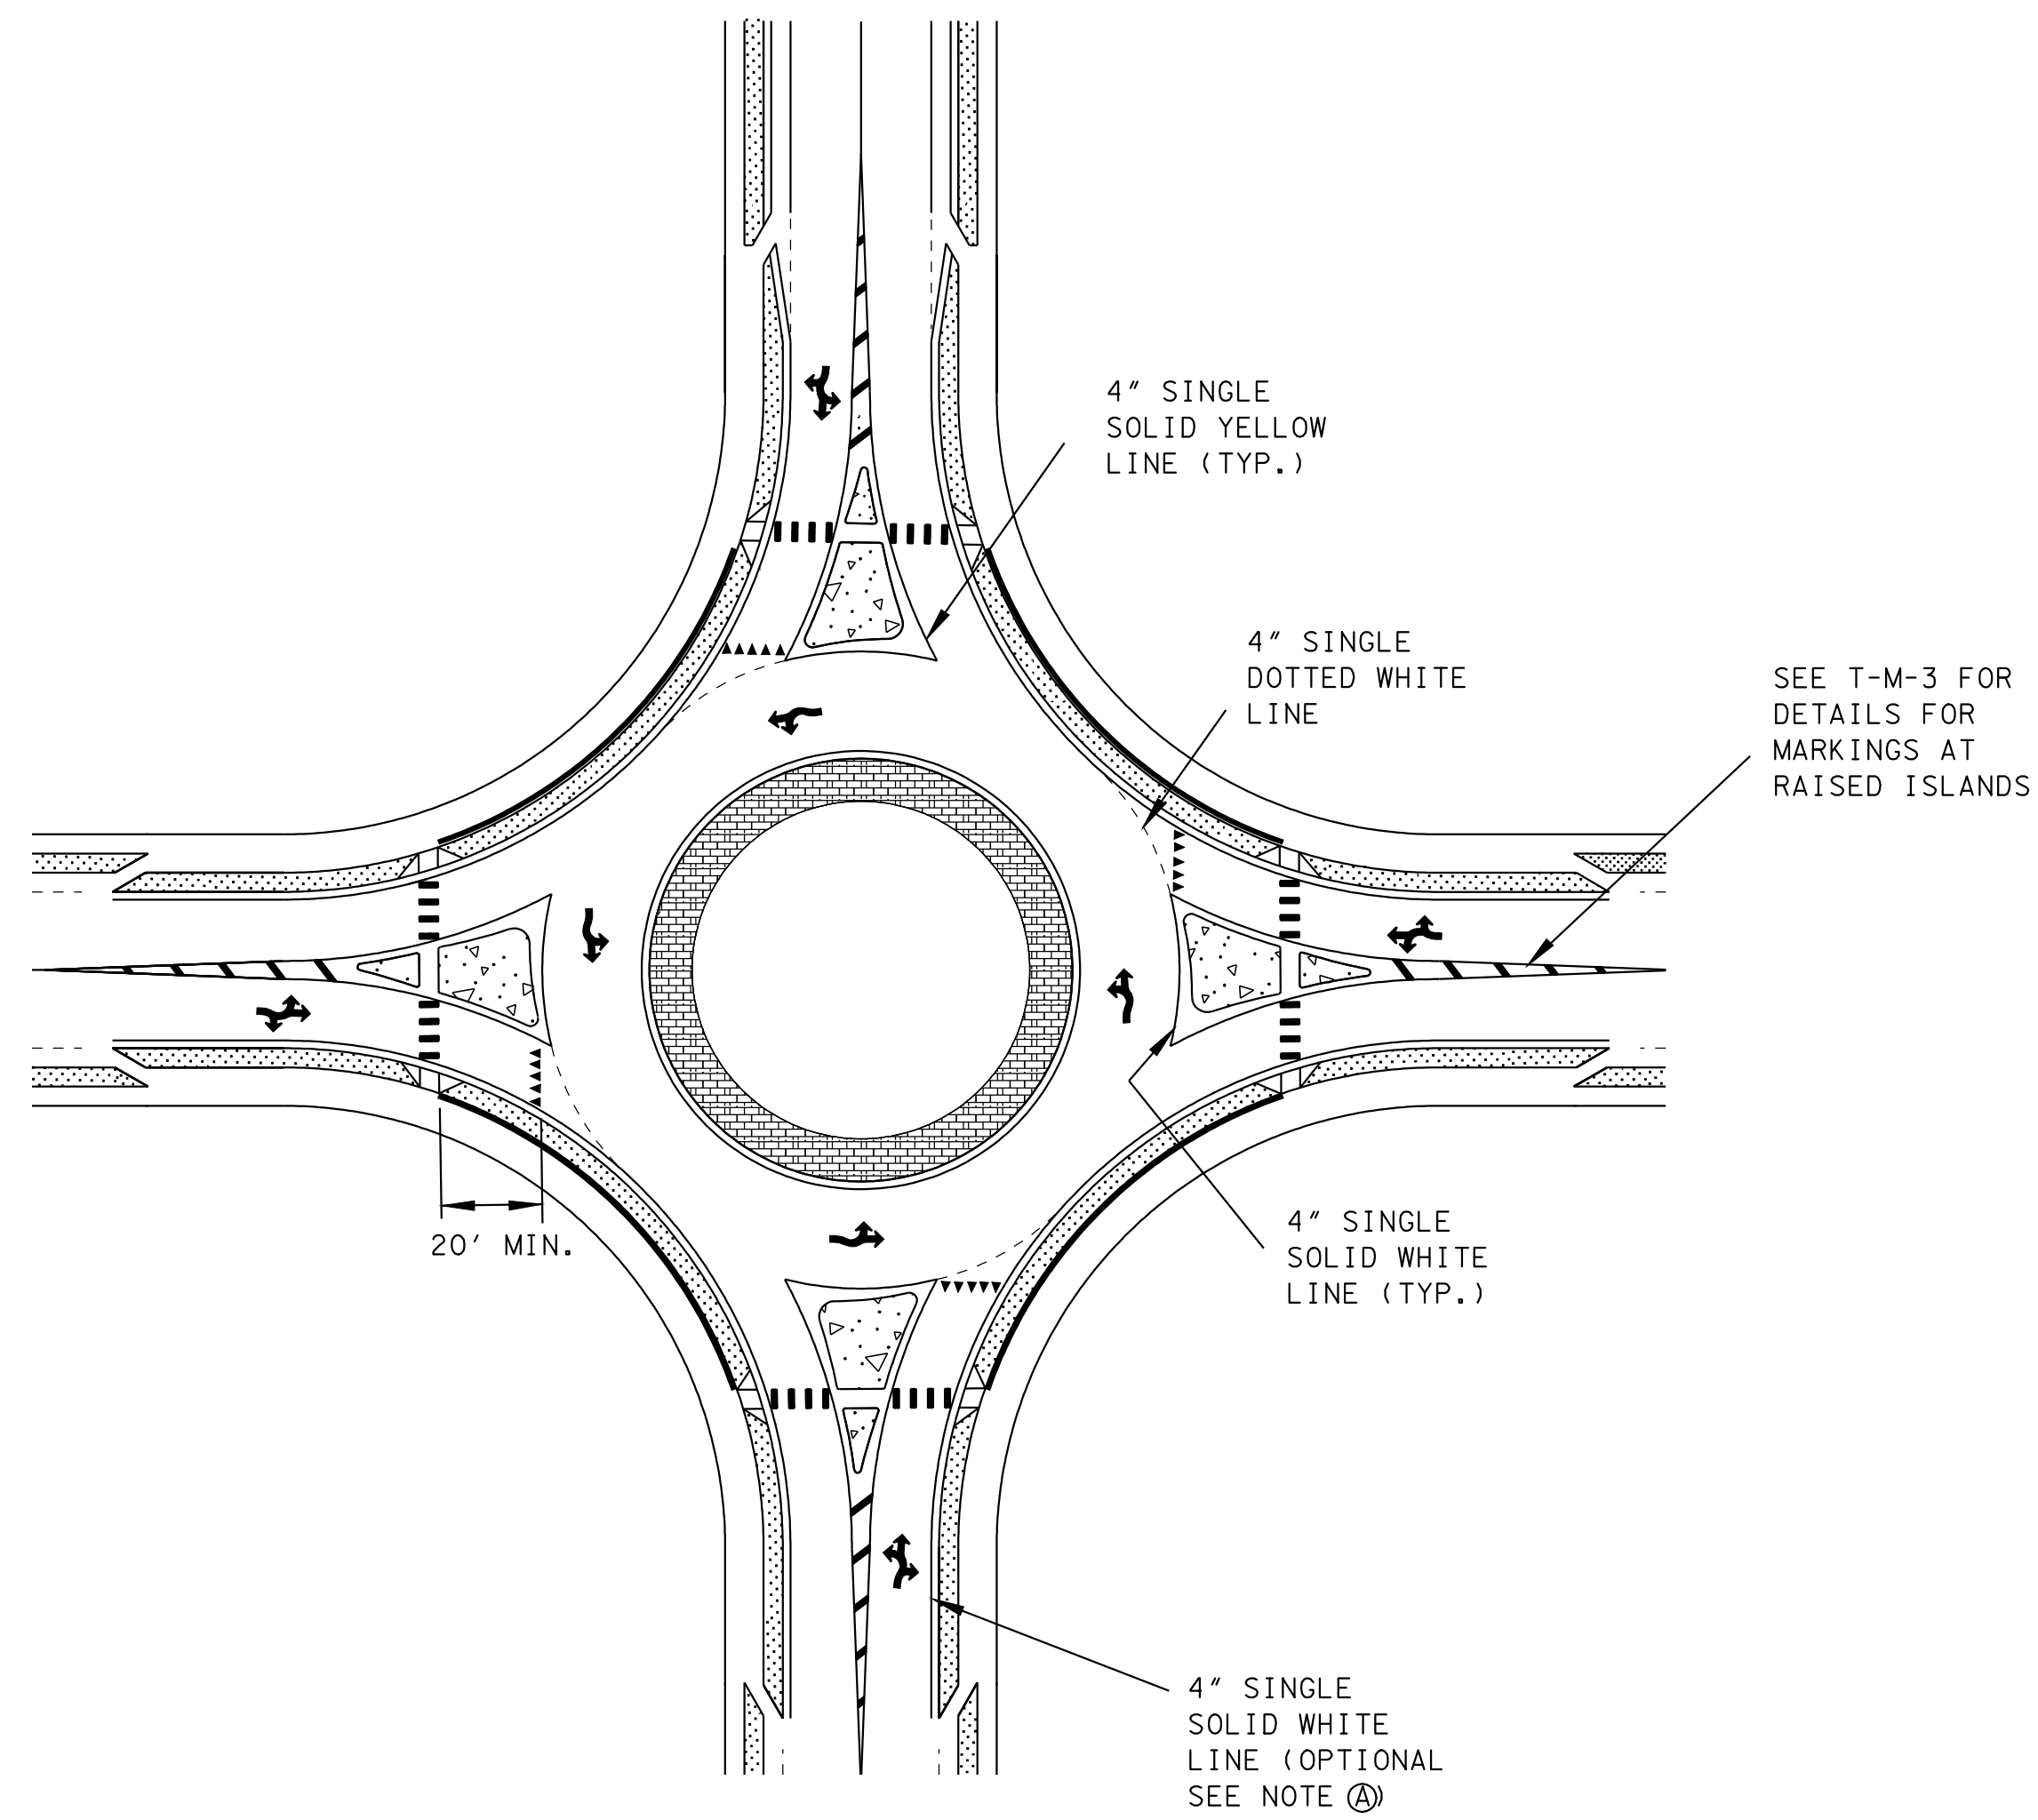 4" SINGLE
SOLID YELLOW
LINE (TYP.)
4" SINGLE
DOTTED WHITE
LINE
SEE T-M-3 FOR
DETAILS FOR
MARKINGS AT
RAISED ISLANDS
20' MIN.
4" SINGLE
SOLID WHITE
LINE (TYP.)
4" SINGLE
SOLID WHITE
LINE (OPTIONAL
SEE NOTE Ⓐ)